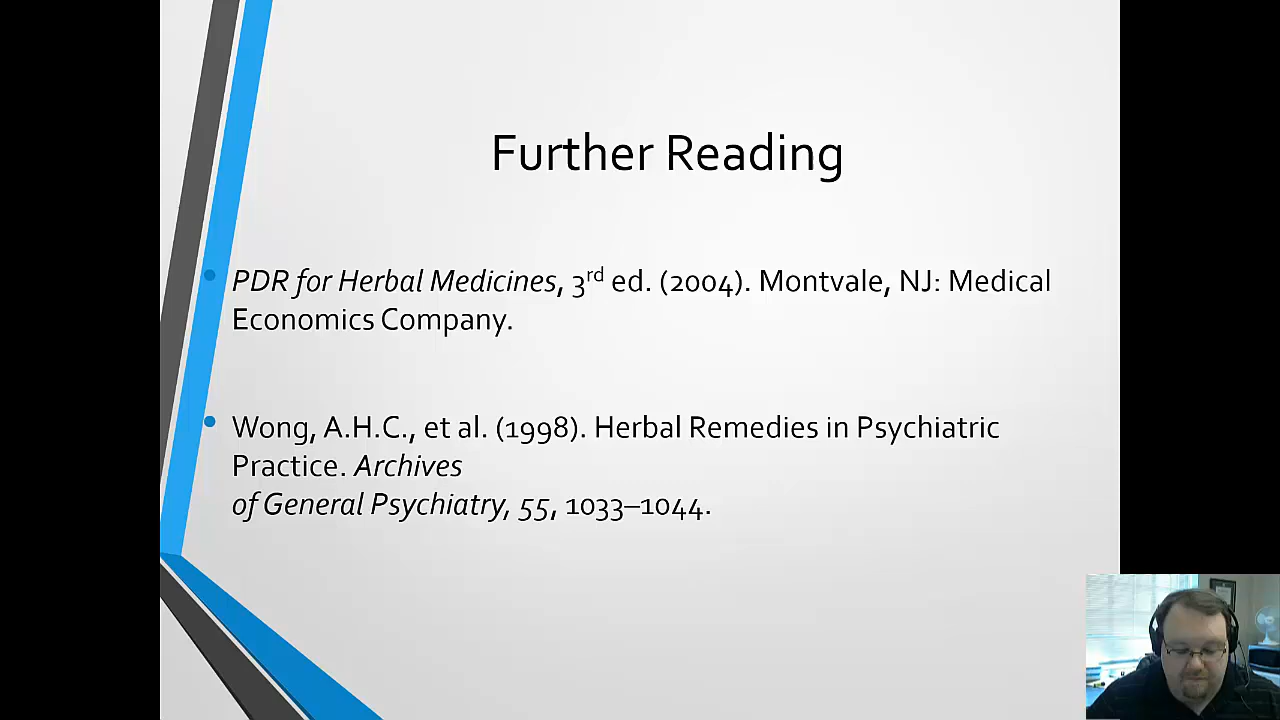 Further Reading
• PDR for Herbal Medicines, 3rd ed. (2004). Montvale, NJ: Medical
Economics Company.
• Wong, A.H.C., et al. (1998). Herbal Remedies in Psychiatric
Practice. Archives
of General Psychiatry, 55, 1033–1044.